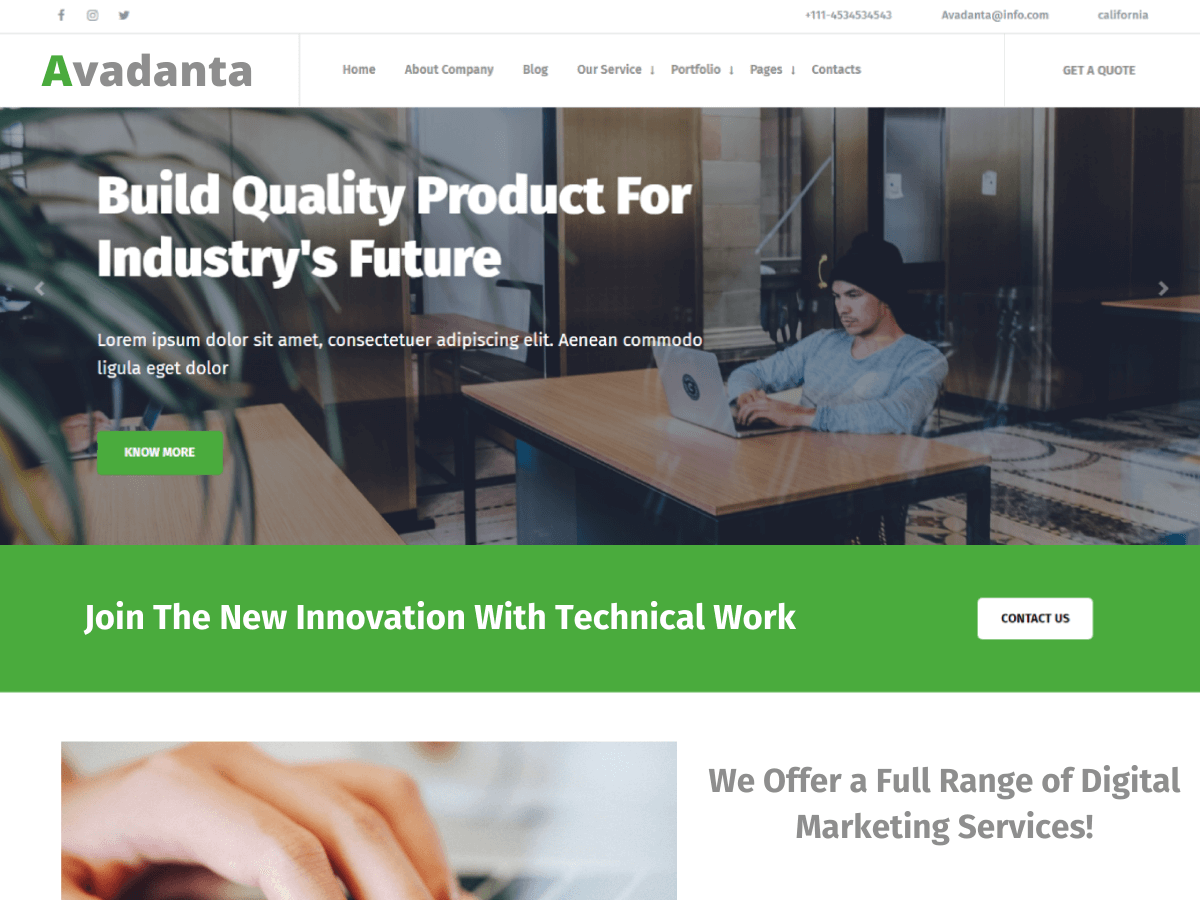 +111-4534534543 Avadanta@info.com california
Avadanta
Home About Company Blog Our Service ↓ Portfolio ↓ Pages ↓ Contacts
GET A QUOTE
Build Quality Product For
Industry's Future
Lorem ipsum dolor sit amet, consectetuer adipiscing elit. Aenean commodo
ligula eget dolor
KNOW MORE
Join The New Innovation With Technical Work
CONTACT US
We Offer a Full Range of Digital
Marketing Services!